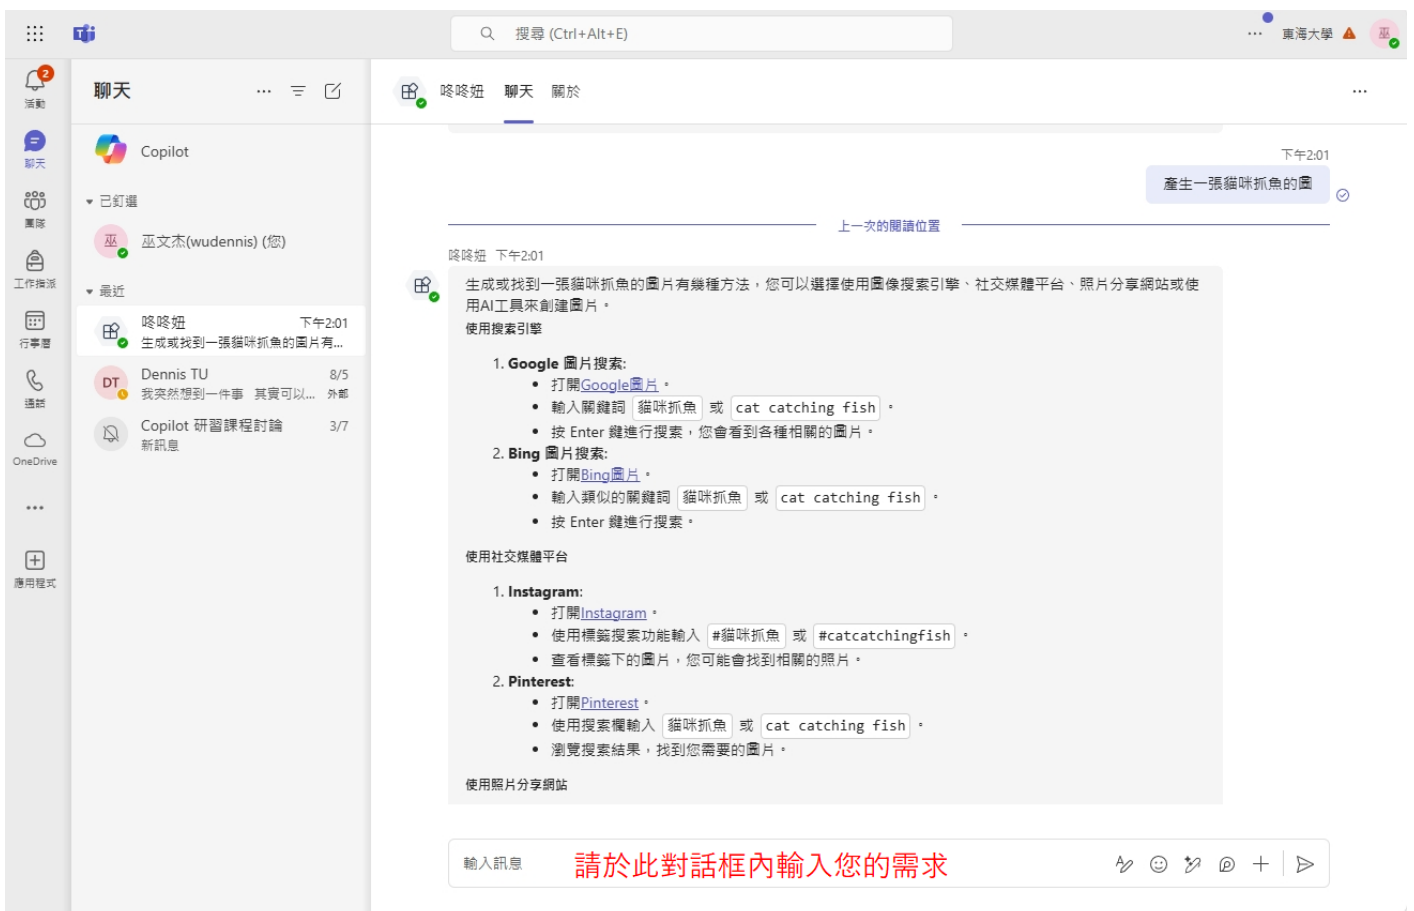 搜尋 (Ctrl+Alt+E)
東海大學
巫
2
活動
聊天
團隊
工作指派
行事曆
通話
OneDrive
應用程式
聊天
Copilot
已釘選
巫
巫文杰(wudennis) (您)
最近
咚咚妞 下午2:01
生成或找到一張貓咪抓魚的圖片有...
DT
Dennis TU 8/5
我突然想到一件事 其實可以... 外部
Copilot 研習課程討論 3/7
新訊息
咚咚妞 聊天 關於
下午2:01
產生一張貓咪抓魚的圖
上一次的閱讀位置
咚咚妞 下午2:01
生成或找到一張貓咪抓魚的圖片有幾種方法，您可以選擇使用圖像搜索引擎、社交媒體平台、照片分享網站或使
用AI工具來創建圖片。
使用搜索引擎
1. Google 圖片搜索:
• 打開Google圖片。
• 輸入關鍵詞 貓咪抓魚 或 cat catching fish 。
• 按 Enter 鍵進行搜索，您會看到各種相關的圖片。
2. Bing 圖片搜索:
• 打開Bing圖片。
• 輸入類似的關鍵詞 貓咪抓魚 或 cat catching fish 。
• 按 Enter 鍵進行搜索。
使用社交媒體平台
1. Instagram:
• 打開Instagram。
• 使用標籤搜索功能輸入 #貓咪抓魚 或 #catcatchingfish 。
• 查看標籤下的圖片，您可能會找到相關的照片。
2. Pinterest:
• 打開Pinterest。
• 使用搜索欄輸入 貓咪抓魚 或 cat catching fish 。
• 瀏覽搜索結果，找到您需要的圖片。
使用照片分享網站
輸入訊息 請於此對話框內輸入您的需求